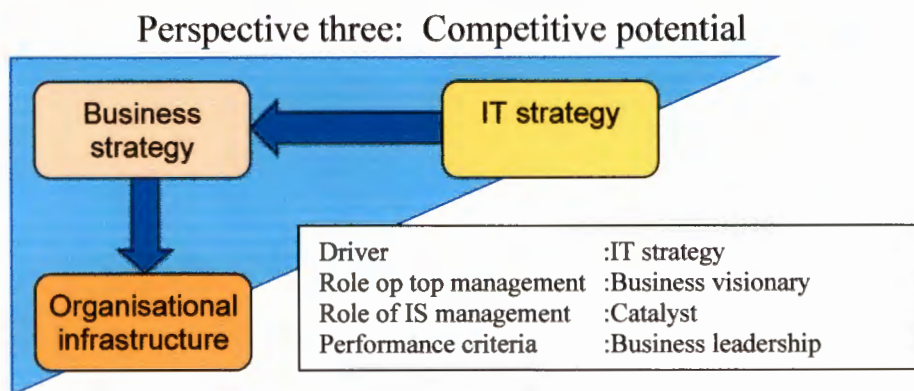 Perspective three: Competitive potential
Business
strategy
IT strategy
Organisational
infrastructure
Driver :IT strategy
Role op top management :Business visionary
Role of IS management :Catalyst
Performance criteria :Business leadership